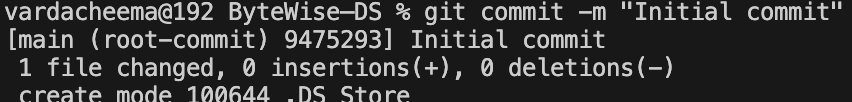 vardacheema@192 ByteWise-DS % git commit -m "Initial commit"
[main (root-commit) 9475293] Initial commit
 1 file changed, 0 insertions(+), 0 deletions(-)
 create mode 100644 .DS_Store